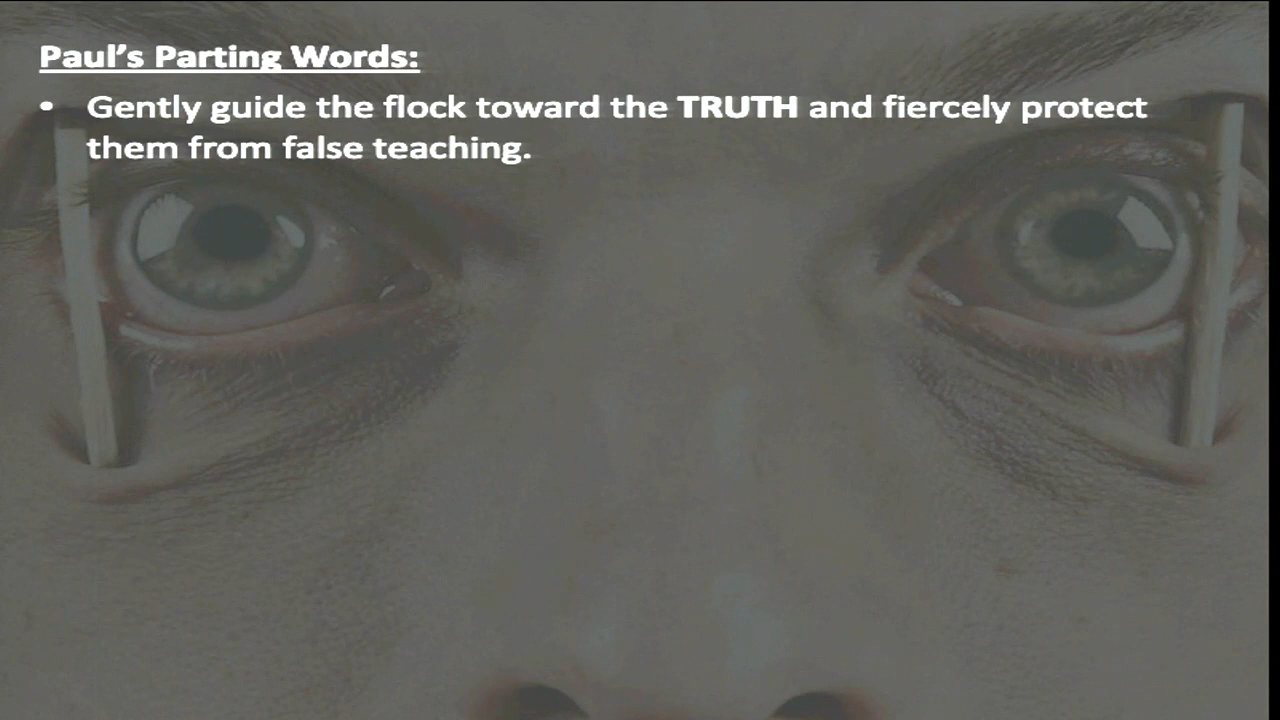 Paul's Parting Words:
• Gently guide the flock toward the TRUTH and fiercely protect
them from false teaching.